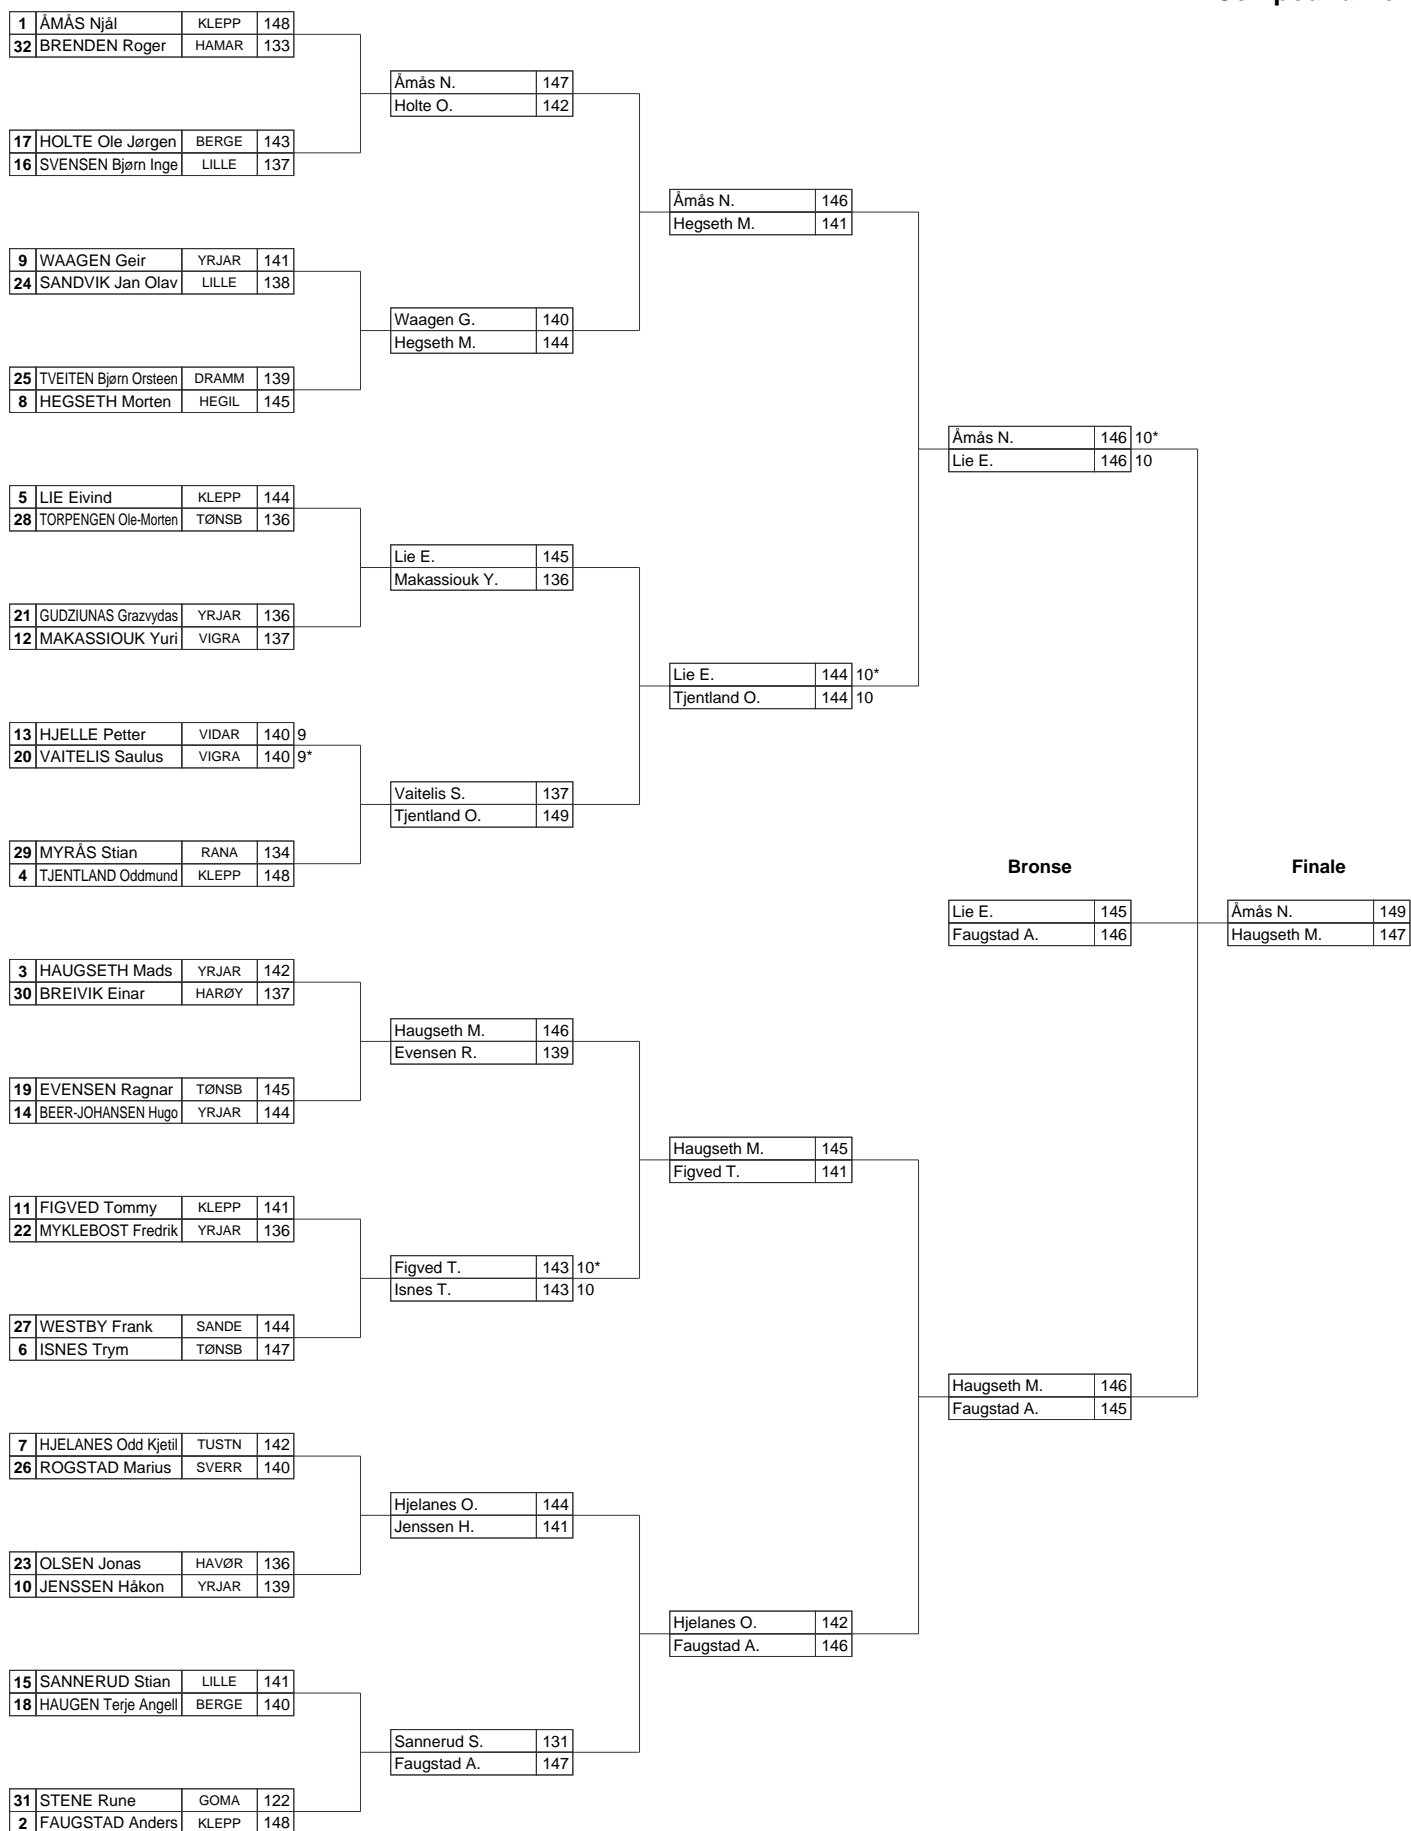 1 ÅMÅS Njål KLEPP 148
32 BRENDEN Roger HAMAR 133
Åmås N. 147
Holte O. 142
17 HOLTE Ole Jørgen BERGE 143
16 SVENSEN Bjørn Inge LILLE 137
Åmås N. 146
Hegseth M. 141
9 WAAGEN Geir YRJAR 141
24 SANDVIK Jan Olav LILLE 138
Waagen G. 140
Hegseth M. 144
25 TVEITEN Bjørn Orsteen DRAMM 139
8 HEGSETH Morten HEGIL 145
Åmås N. 146 10*
Lie E. 146 10
5 LIE Eivind KLEPP 144
28 TORPENGEN Ole-Morten TØNSB 136
Lie E. 145
Makassiouk Y. 136
21 GUDZIUNAS Grazvydas YRJAR 136
12 MAKASSIOUK Yuri VIGRA 137
Lie E. 144 10*
Tjentland O. 144 10
13 HJELLE Petter VIDAR 140 9
20 VAITELIS Saulus VIGRA 140 9*
Vaitelis S. 137
Tjentland O. 149
29 MYRÅS Stian RANA 134
4 TJENTLAND Oddmund KLEPP 148
Bronse Finale
Lie E. 145 Åmås N. 149
Faugstad A. 146 Haugseth M. 147
3 HAUGSETH Mads YRJAR 142
30 BREIVIK Einar HARØY 137
Haugseth M. 146
Evensen R. 139
19 EVENSEN Ragnar TØNSB 145
14 BEER-JOHANSEN Hugo YRJAR 144
Haugseth M. 145
Figved T. 141
11 FIGVED Tommy KLEPP 141
22 MYKLEBOST Fredrik YRJAR 136
Figved T. 143 10*
Isnes T. 143 10
27 WESTBY Frank SANDE 144
6 ISNES Trym TØNSB 147
Haugseth M. 146
Faugstad A. 145
7 HJELANES Odd Kjetil TUSTN 142
26 ROGSTAD Marius SVERR 140
Hjelanes O. 144
Jenssen H. 141
23 OLSEN Jonas HAVØR 136
10 JENSSEN Håkon YRJAR 139
Hjelanes O. 142
Faugstad A. 146
15 SANNERUD Stian LILLE 141
18 HAUGEN Terje Angell BERGE 140
Sannerud S. 131
Faugstad A. 147
31 STENE Rune GOMA 122
2 FAUGSTAD Anders KLEPP 148